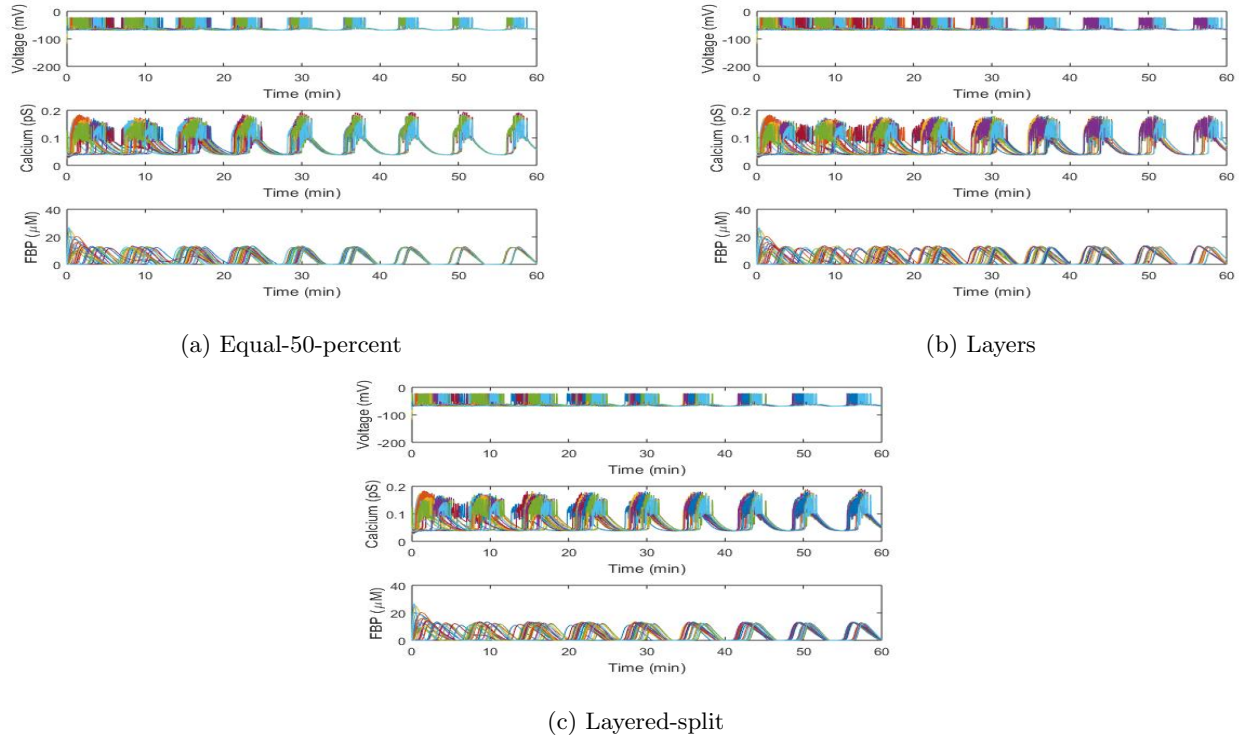 Voltage (mV)
0
-100
-200
0 10 20 30 40 50 60
Time (min)
Calcium (pS)
0.2
0.1
0
0 10 20 30 40 50 60
Time (min)
FBP (μM)
40
20
0
0 10 20 30 40 50 60
Time (min)
(a) Equal-50-percent
Voltage (mV)
0
-100
-200
0 10 20 30 40 50 60
Time (min)
Calcium (pS)
0.2
0.1
0
0 10 20 30 40 50 60
Time (min)
FBP (μM)
40
20
0
0 10 20 30 40 50 60
Time (min)
(b) Layers
Voltage (mV)
0
-100
-200
0 10 20 30 40 50 60
Time (min)
Calcium (pS)
0.2
0.1
0
0 10 20 30 40 50 60
Time (min)
FBP (μM)
40
20
0
0 10 20 30 40 50 60
Time (min)
(c) Layered-split